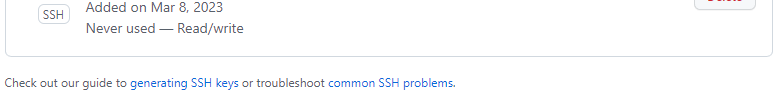 SSH
Added on Mar 8, 2023
Never used — Read/write
Check out our guide to generating SSH keys or troubleshoot common SSH problems.